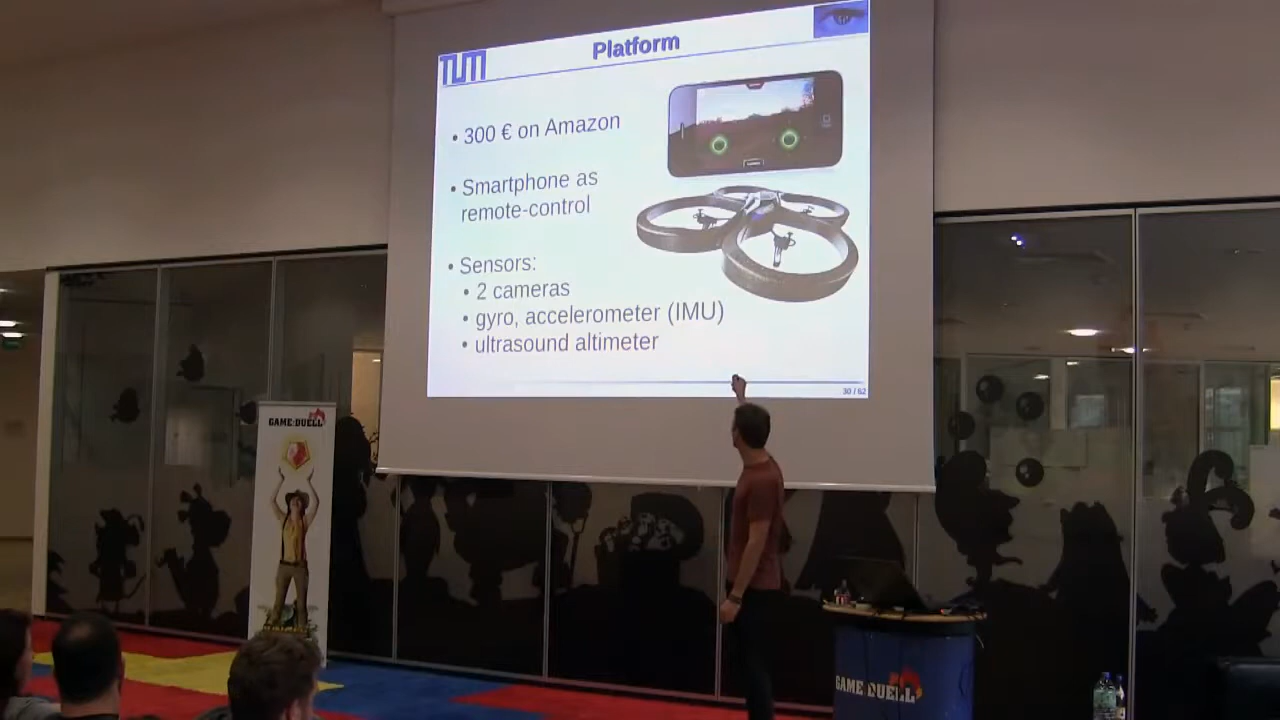 TUM
Platform
• 300 € on Amazon
• Smartphone as
remote-control
• Sensors:
• 2 cameras
• gyro, accelerometer (IMU)
• ultrasound altimeter
30 / 62
GAME DUELL
GAME DUELL